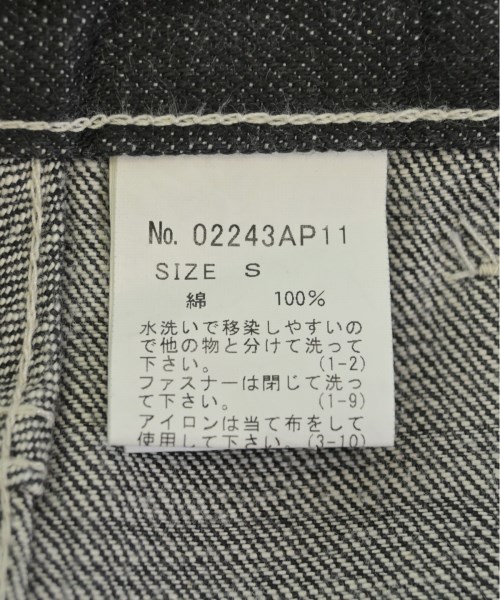 No. 02243AP11
SIZE S
綿 100%
水洗いで移染しやすいの
で他の物と分けて洗って
下さい。 (1-2)
ファスナーは閉じて洗っ
て下さい。 (1-9)
アイロンは当て布をして
使用して下さい。(3-10)